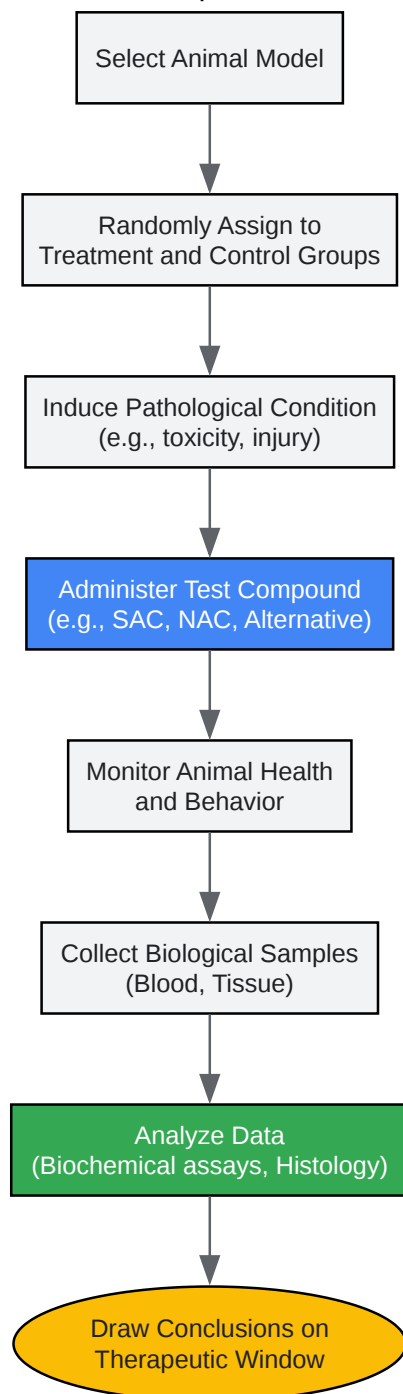 Select Animal Model
Randomly Assign to
Treatment and Control Groups
Induce Pathological Condition
(e.g., toxicity, injury)
Administer Test Compound
(e.g., SAC, NAC, Alternative)
Monitor Animal Health
and Behavior
Collect Biological Samples
(Blood, Tissue)
Analyze Data
(Biochemical assays, Histology)
Draw Conclusions on
Therapeutic Window